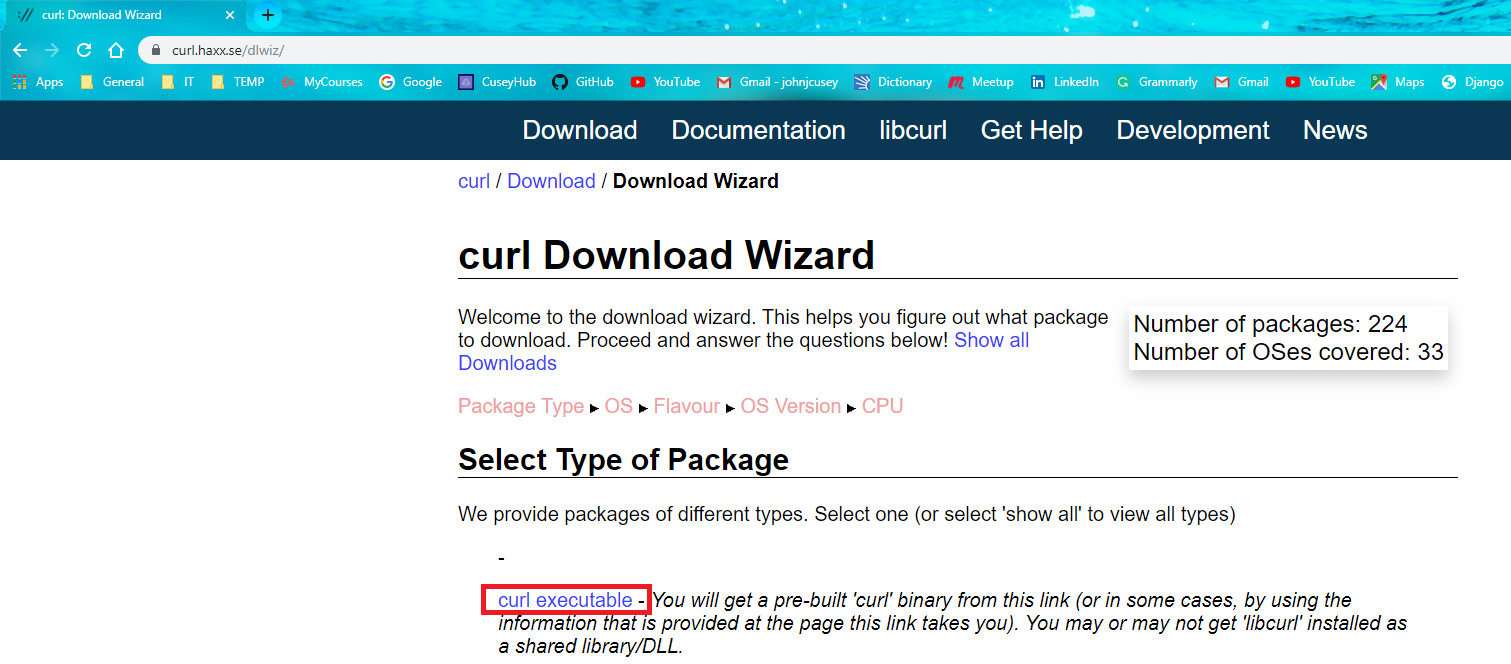 curl: Download Wizard
curl.haxx.se/dlwiz/
Apps General IT TEMP MyCourses Google CuseyHub GitHub YouTube Gmail - johnjcusey Dictionary Meetup LinkedIn Grammarly Gmail YouTube Maps Django
Download Documentation libcurl Get Help Development News
curl / Download / Download Wizard
curl Download Wizard
Welcome to the download wizard. This helps you figure out what package
to download. Proceed and answer the questions below! Show all
Downloads
Number of packages: 224
Number of OSes covered: 33
Package Type ▸ OS ▸ Flavour ▸ OS Version ▸ CPU
Select Type of Package
We provide packages of different types. Select one (or select 'show all' to view all types)
-
curl executable - You will get a pre-built 'curl' binary from this link (or in some cases, by using the
information that is provided at the page this link takes you). You may or may not get 'libcurl' installed as
a shared library/DLL.